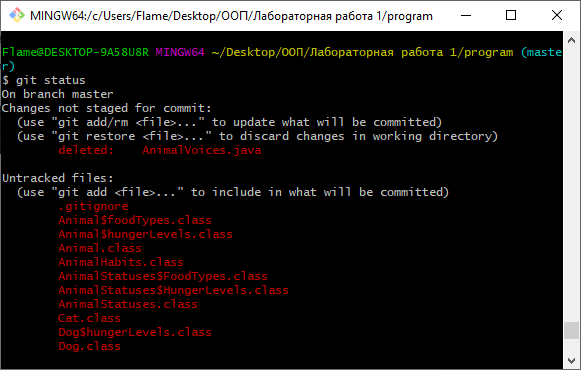 MINGW64:/c/Users/Flame/Desktop/ООП/Лабораторная работа 1/program
Flame@DESKTOP-9A58U8R MINGW64 ~/Desktop/ООП/Лабораторная работа 1/program (maste
r)
$ git status
On branch master
Changes not staged for commit:
  (use "git add/rm <file>..." to update what will be committed)
  (use "git restore <file>..." to discard changes in working directory)
        deleted:    AnimalVoices.java
Untracked files:
  (use "git add <file>..." to include in what will be committed)
        .gitignore
        Animal$foodTypes.class
        Animal$hungerLevels.class
        Animal.class
        AnimalHabits.class
        AnimalStatuses$FoodTypes.class
        AnimalStatuses$HungerLevels.class
        AnimalStatuses.class
        Cat.class
        Dog$hungerLevels.class
        Dog.class